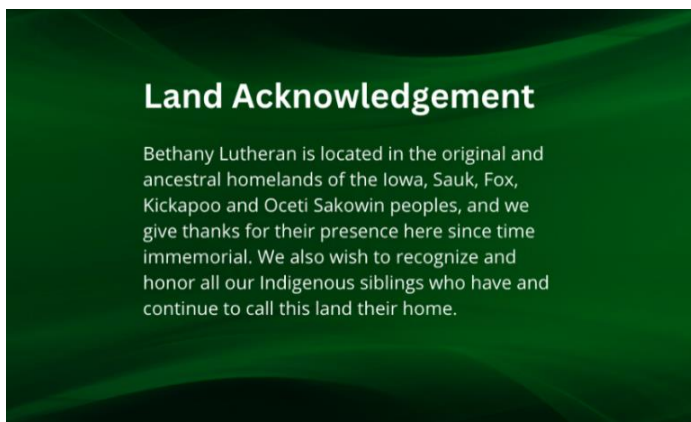 Land Acknowledgement
Bethany Lutheran is located in the original and
ancestral homelands of the Iowa, Sauk, Fox,
Kickapoo and Oceti Sakowin peoples, and we
give thanks for their presence here since time
immemorial. We also wish to recognize and
honor all our Indigenous siblings who have and
continue to call this land their home.